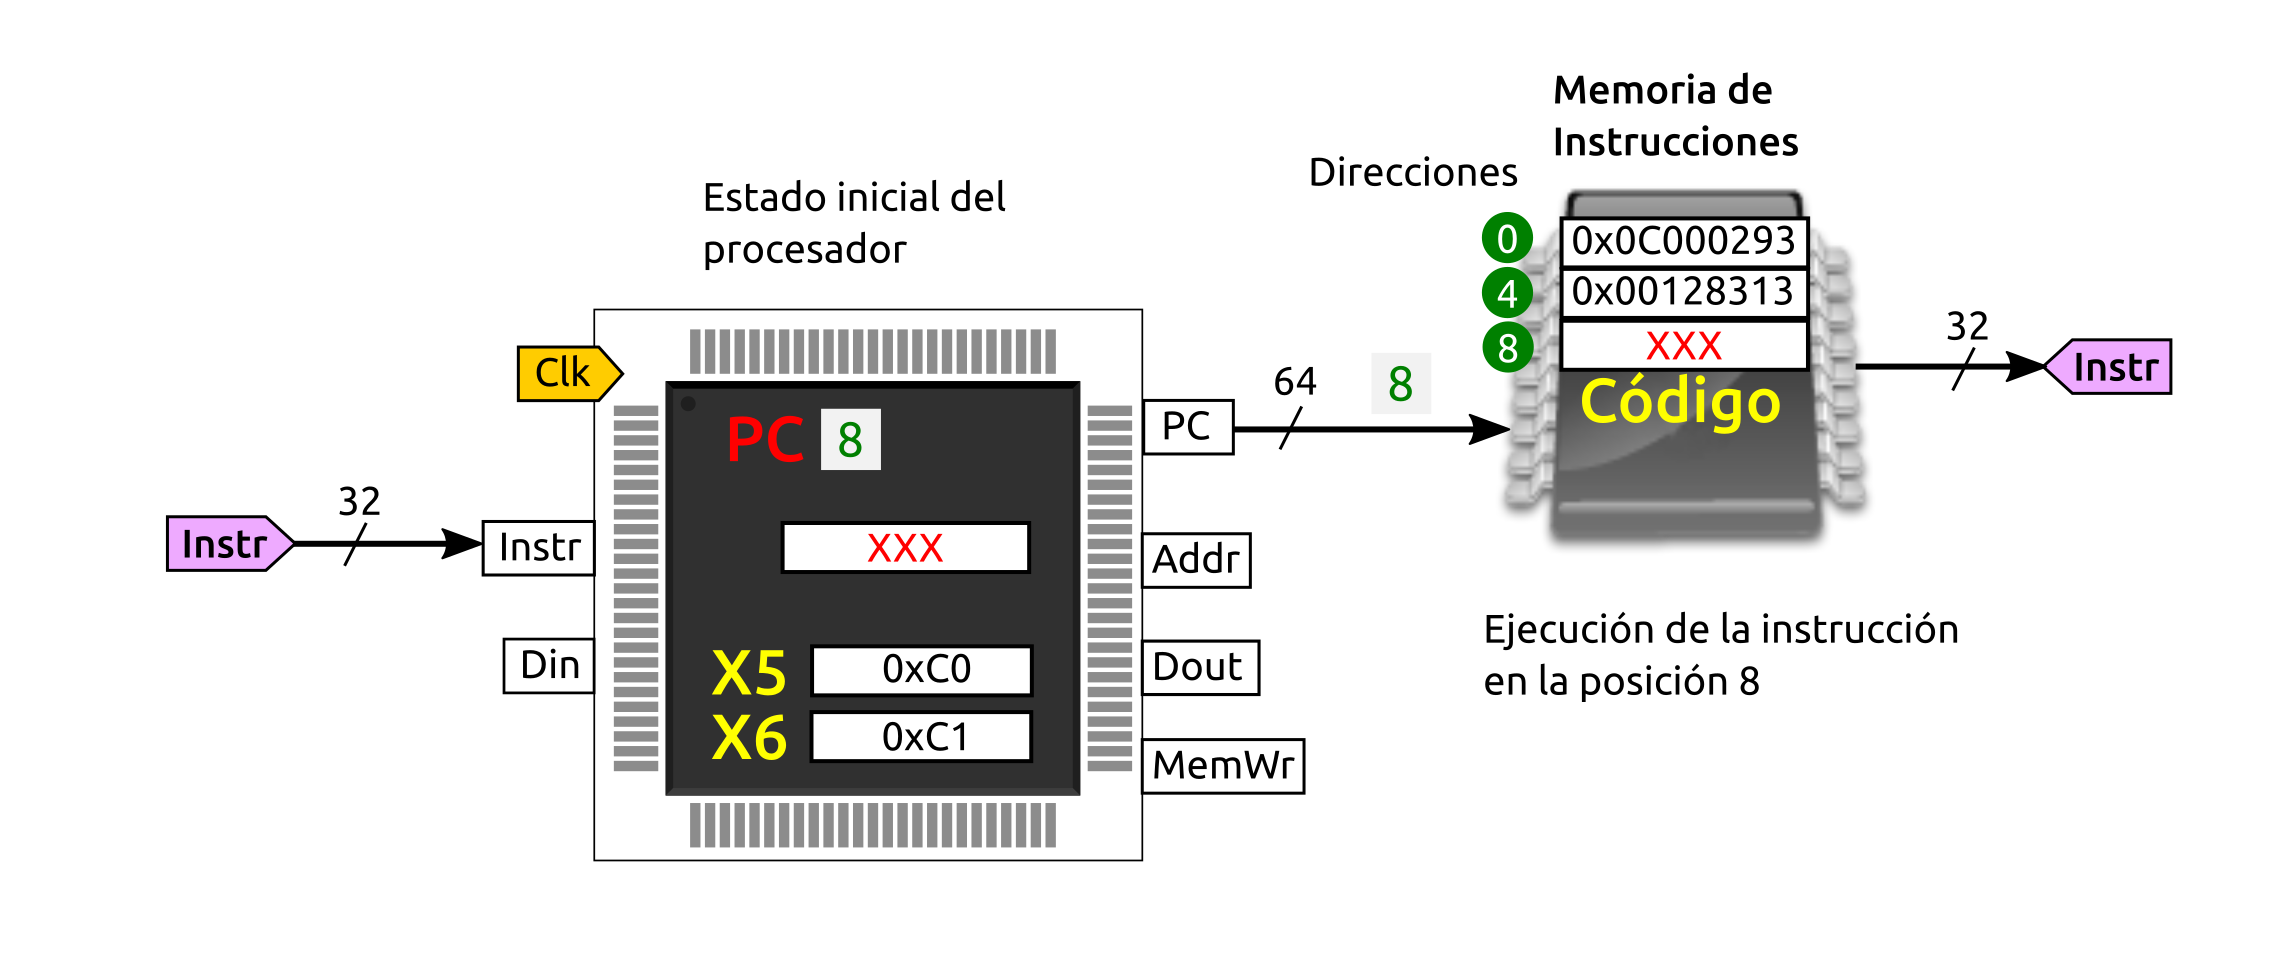 Memoria de
Instrucciones
Direcciones
Estado inicial del
procesador
0 0x0C000293
4 0x00128313
8 XXX
Código
32
Instr
Clk
64
8
PC 8
PC
32
Instr
Instr
XXX
Addr
Ejecución de la instrucción
en la posición 8
Din
X5 0xC0
Dout
X6 0xC1
MemWr